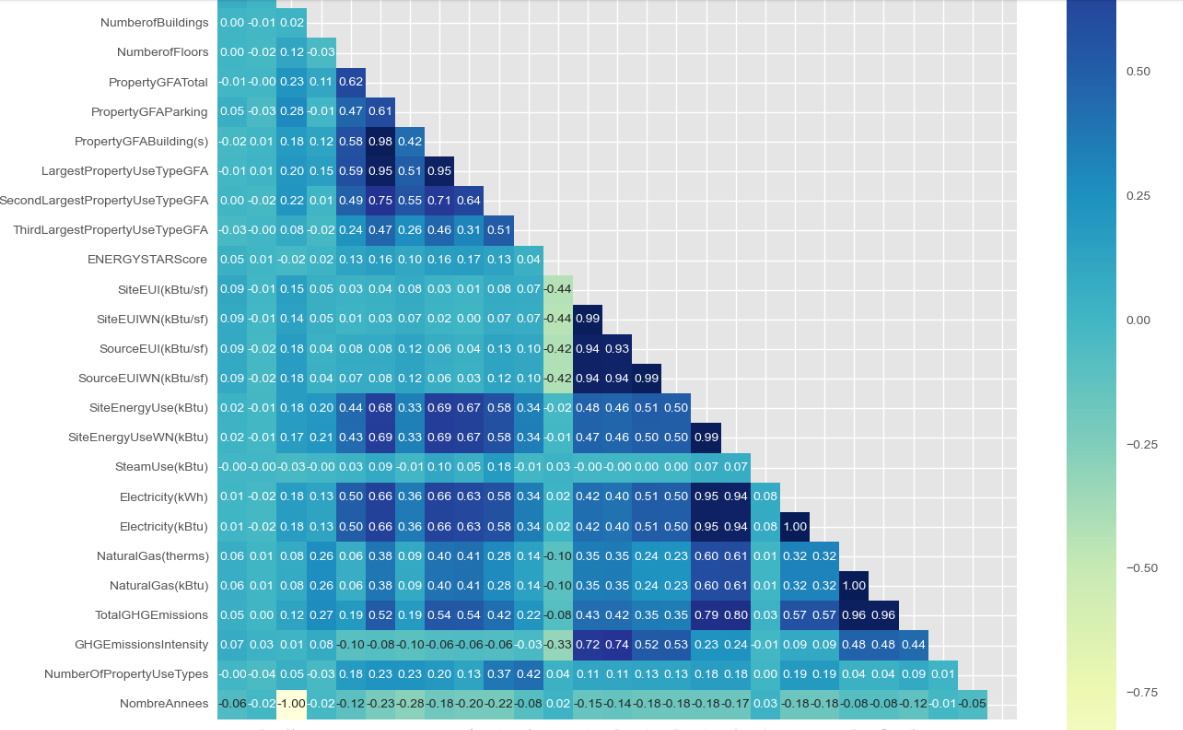 NumberofBuildings 0.00 -0.01 0.02
NumberofFloors 0.00 -0.02 0.12 -0.03
0.50
PropertyGFATotal -0.01 -0.00 0.23 0.11 0.62
PropertyGFAParking 0.05 -0.03 0.28 -0.01 0.47 0.61
PropertyGFABuilding(s) -0.02 0.01 0.18 0.12 0.58 0.98 0.42
LargestPropertyUseTypeGFA -0.01 0.01 0.20 0.15 0.59 0.95 0.51 0.95
0.25
SecondLargestPropertyUseTypeGFA 0.00 -0.02 0.22 0.01 0.49 0.75 0.55 0.71 0.64
ThirdLargestPropertyUseTypeGFA -0.03 -0.00 0.08 -0.02 0.24 0.47 0.26 0.46 0.31 0.51
ENERGYSTARScore 0.05 0.01 -0.02 0.02 0.13 0.16 0.10 0.16 0.17 0.13 0.04
SiteEUI(kBtu/sf) 0.09 -0.01 0.15 0.05 0.03 0.04 0.08 0.03 0.01 0.08 0.07 -0.44
SiteEUIWN(kBtu/sf) 0.09 -0.01 0.14 0.05 0.01 0.03 0.07 0.02 0.00 0.07 0.07 -0.44 0.99
0.00
SourceEUI(kBtu/sf) 0.09 -0.02 0.18 0.04 0.08 0.08 0.12 0.06 0.04 0.13 0.10 -0.42 0.94 0.93
SourceEUIWN(kBtu/sf) 0.09 -0.02 0.18 0.04 0.07 0.08 0.12 0.06 0.03 0.12 0.10 -0.42 0.94 0.94 0.99
SiteEnergyUse(kBtu) 0.02 -0.01 0.18 0.20 0.44 0.68 0.33 0.69 0.67 0.58 0.34 -0.02 0.48 0.46 0.51 0.50
SiteEnergyUseWN(kBtu) 0.02 -0.01 0.17 0.21 0.43 0.69 0.33 0.69 0.67 0.58 0.34 -0.01 0.47 0.46 0.50 0.50 0.99
−0.25
SteamUse(kBtu) -0.00 -0.00 -0.03 -0.00 0.03 0.09 -0.01 0.10 0.05 0.18 -0.01 0.03 -0.00 -0.00 0.00 0.00 0.07 0.07
Electricity(kWh) 0.01 -0.02 0.18 0.13 0.50 0.66 0.36 0.66 0.63 0.58 0.34 0.02 0.42 0.40 0.51 0.50 0.95 0.94 0.08
Electricity(kBtu) 0.01 -0.02 0.18 0.13 0.50 0.66 0.36 0.66 0.63 0.58 0.34 0.02 0.42 0.40 0.51 0.50 0.95 0.94 0.08 1.00
NaturalGas(therms) 0.06 0.01 0.08 0.26 0.06 0.38 0.09 0.40 0.41 0.28 0.14 -0.10 0.35 0.35 0.24 0.23 0.60 0.61 0.01 0.32 0.32
−0.50
NaturalGas(kBtu) 0.06 0.01 0.08 0.26 0.06 0.38 0.09 0.40 0.41 0.28 0.14 -0.10 0.35 0.35 0.24 0.23 0.60 0.61 0.01 0.32 0.32 1.00
TotalGHGEmissions 0.05 0.00 0.12 0.27 0.19 0.52 0.19 0.54 0.54 0.42 0.22 -0.08 0.43 0.42 0.35 0.35 0.79 0.80 0.03 0.57 0.57 0.96 0.96
GHGEmissionsIntensity 0.07 0.03 0.01 0.08 -0.10 -0.08 -0.10 -0.06 -0.06 -0.06 -0.03 -0.33 0.72 0.74 0.52 0.53 0.23 0.24 -0.01 0.09 0.09 0.48 0.48 0.44
NumberOfPropertyUseTypes -0.00 -0.04 0.05 -0.03 0.18 0.23 0.23 0.20 0.13 0.37 0.42 0.04 0.11 0.11 0.13 0.13 0.18 0.18 0.00 0.19 0.19 0.04 0.04 0.09 0.01
−0.75
NombreAnnees -0.06 -0.02 -1.00 -0.02 -0.12 -0.23 -0.28 -0.18 -0.20 -0.22 -0.08 0.02 -0.15 -0.14 -0.18 -0.18 -0.18 -0.17 0.03 -0.18 -0.18 -0.08 -0.08 -0.12 -0.01 -0.05